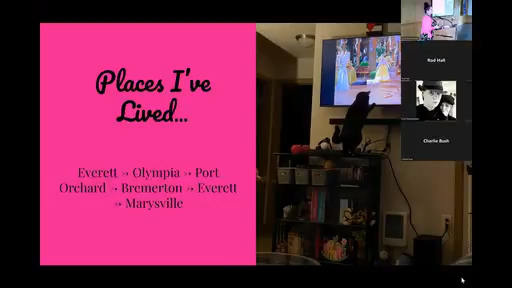 Places I've
Lived...
Everett → Olympia → Port
Orchard → Bremerton → Everett
→ Marysville
Rod Hall
Charlie Bush